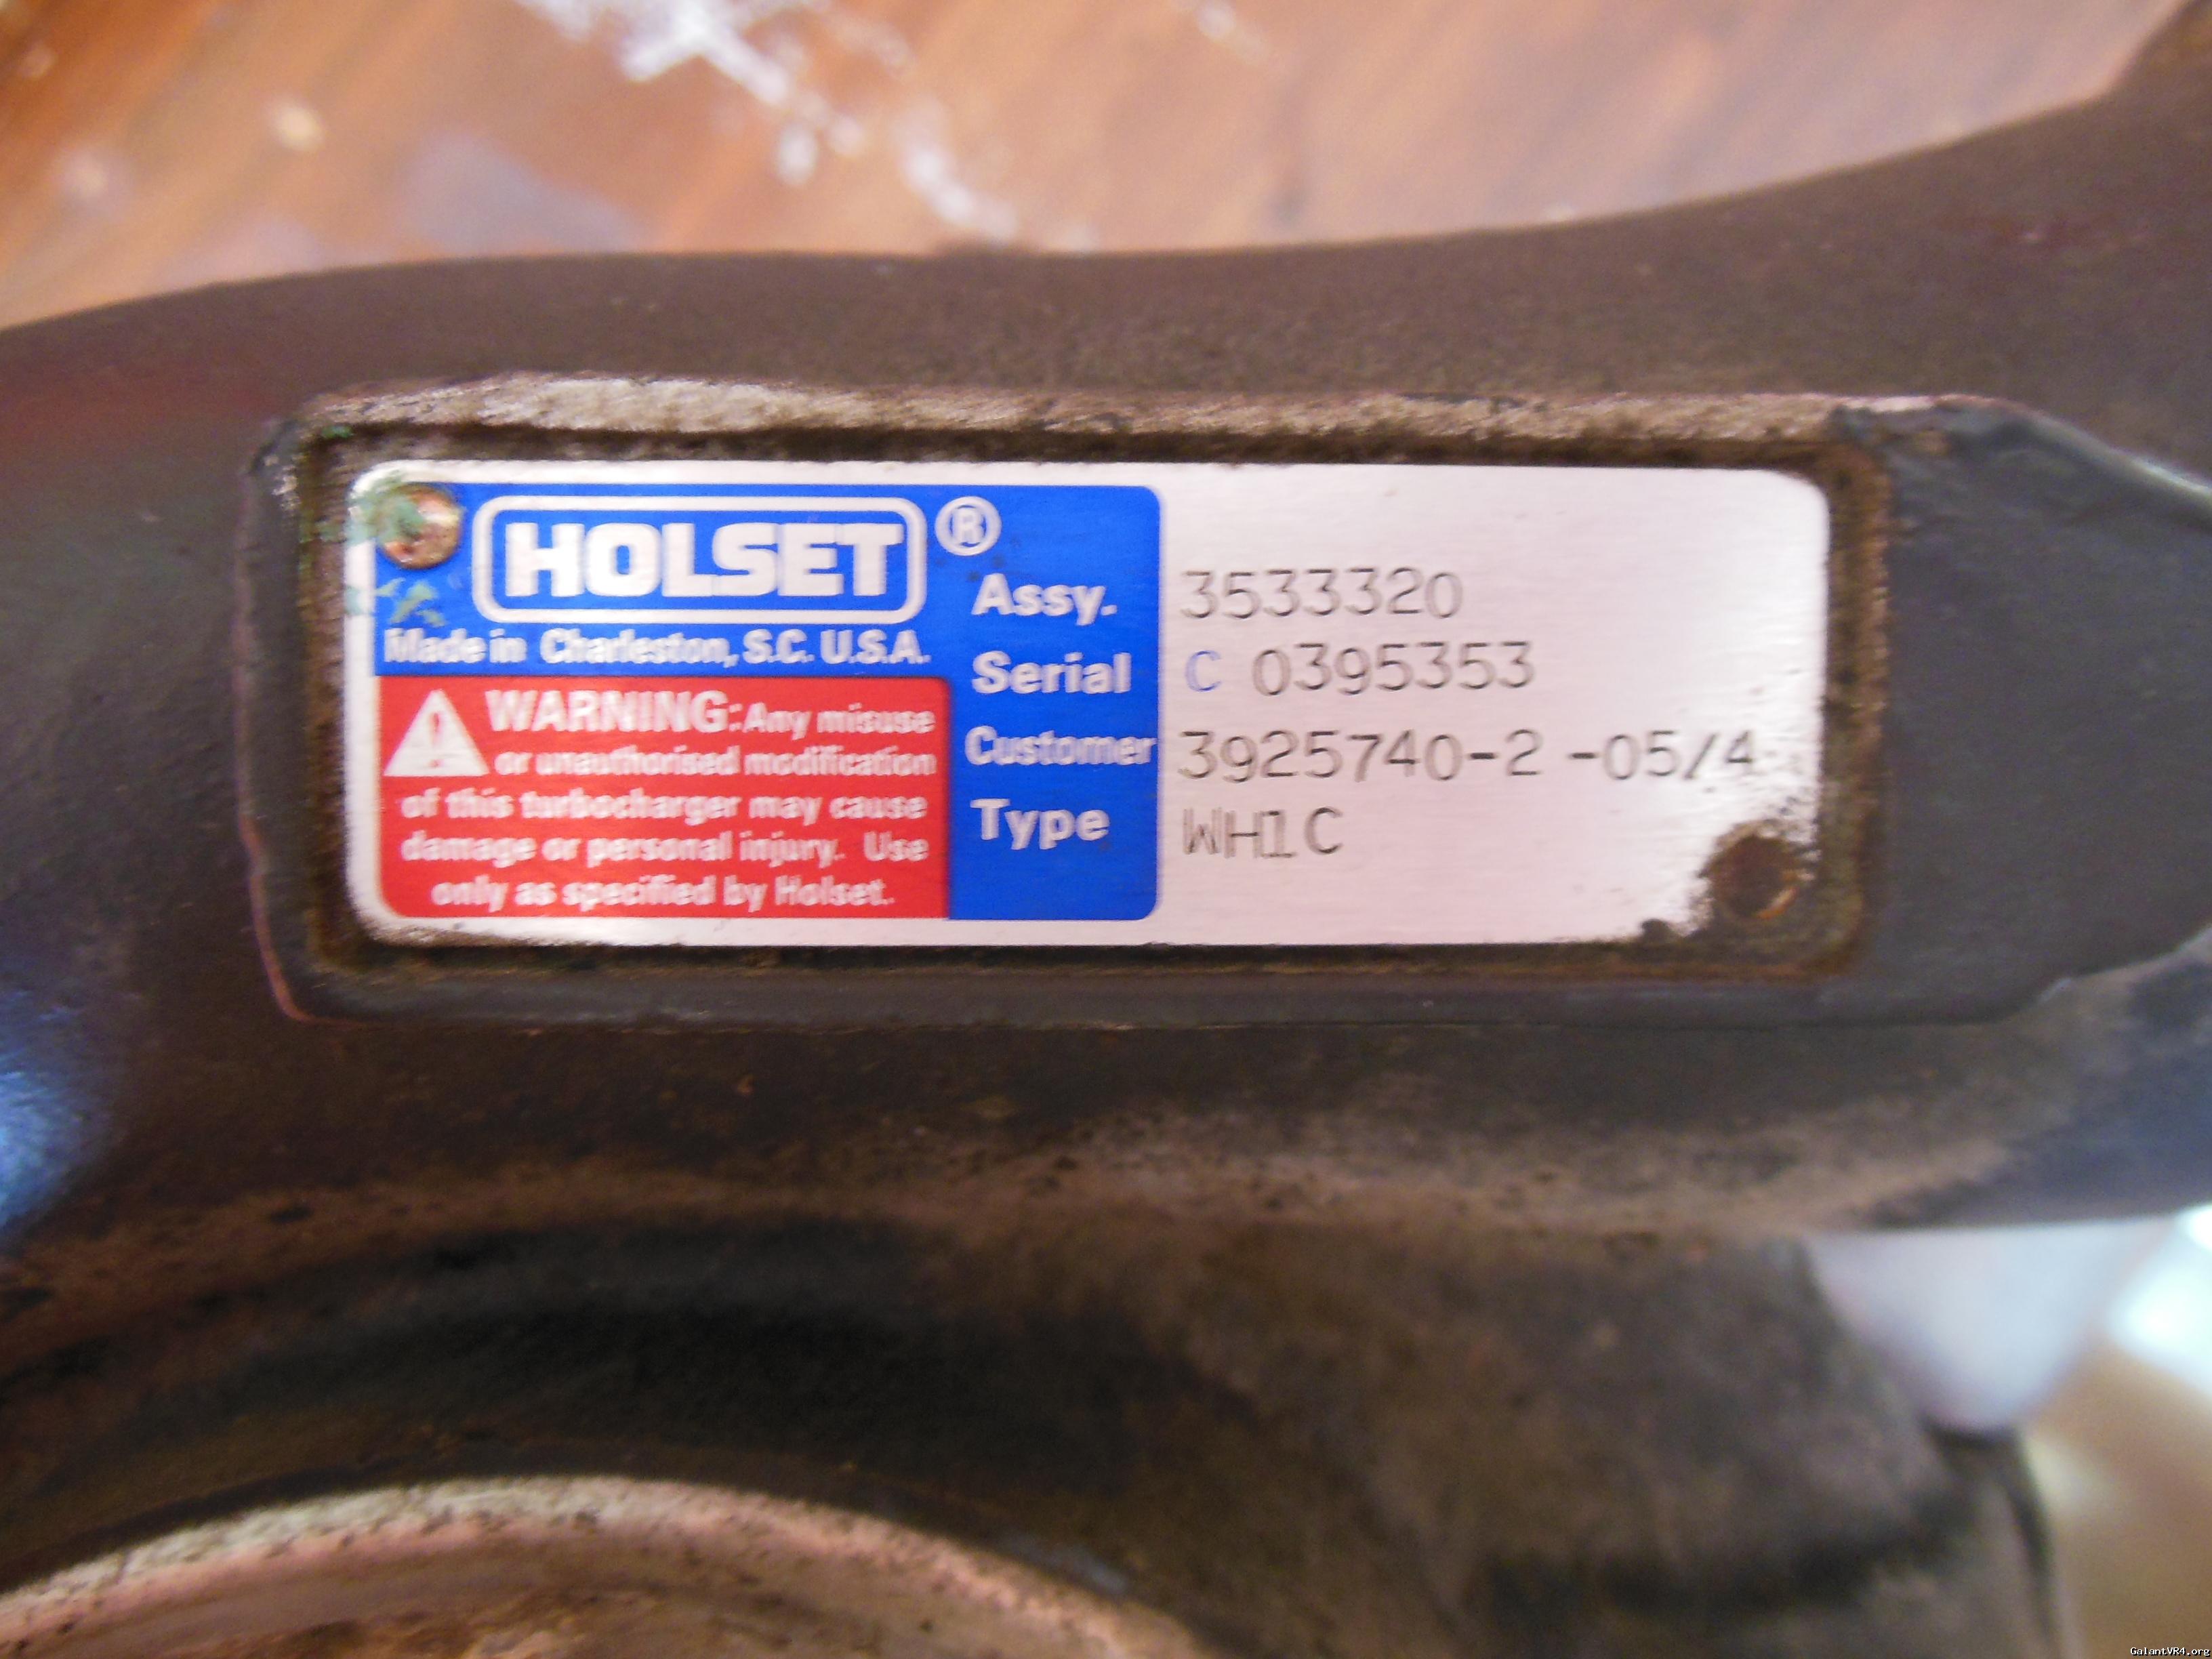 HOLSET ®
Made in Charleston, S.C. U.S.A.
WARNING: Any misuse
or unauthorised modification
of this turbocharger may cause
damage or personal injury. Use
only as specified by Holset.
Assy. 3533320
Serial C 0395353
Customer 3925740-2 -05/4
Type WH1C
GalantVR4.org